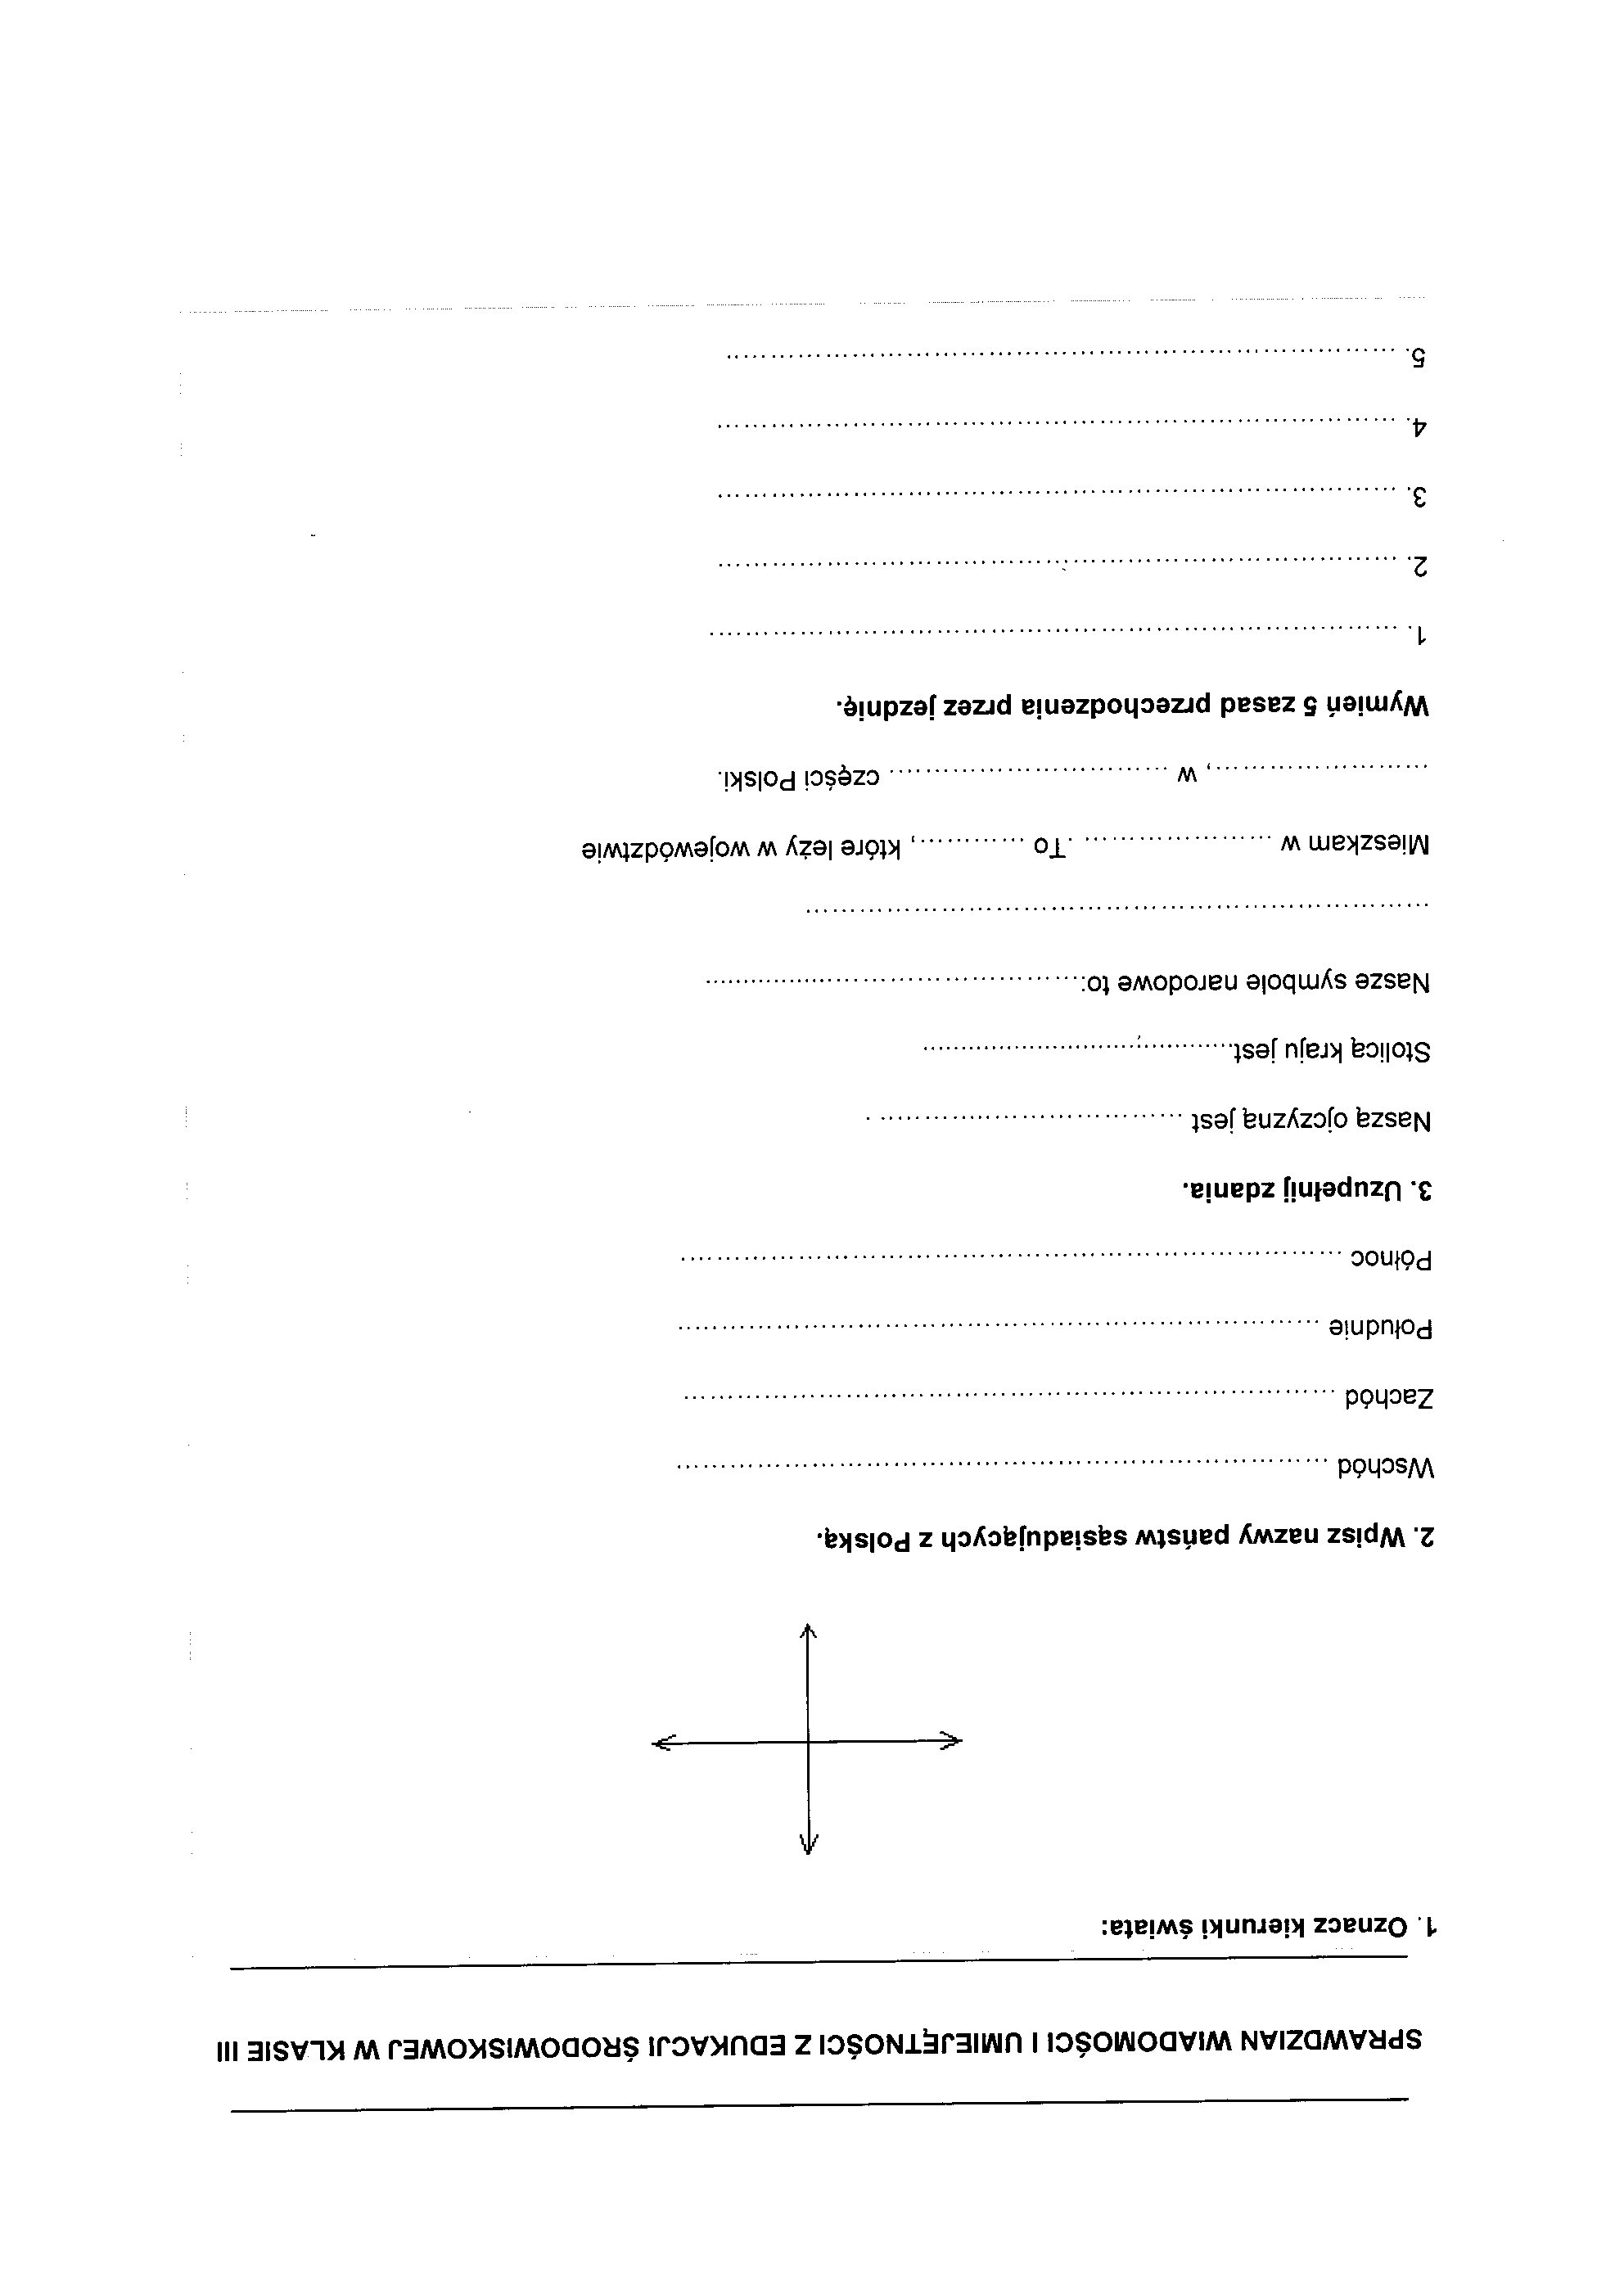 SPRAWDZIAN WIADOMOŚCI I UMIEJĘTNOŚCI Z EDUKACJI ŚRODOWISKOWEJ W KLASIE III
1. Oznacz kierunki świata:
2. Wpisz nazwy państw sąsiadujących z Polską.
Wschód ........................................................................
Zachód ........................................................................
Południe ........................................................................
Północ ........................................................................
3. Uzupełnij zdania.
Naszą ojczyzną jest .................................. .
Stolicą kraju jest..........................................
Nasze symbole narodowe to:..........................................
........................................................................
Mieszkam w ...................... .To ............., które leży w województwie
.........................., w ................................ części Polski.
Wymień 5 zasad przechodzenia przez jezdnię.
1. ........................................................................
2. ........................................................................
3. ........................................................................
4. ........................................................................
5. ........................................................................